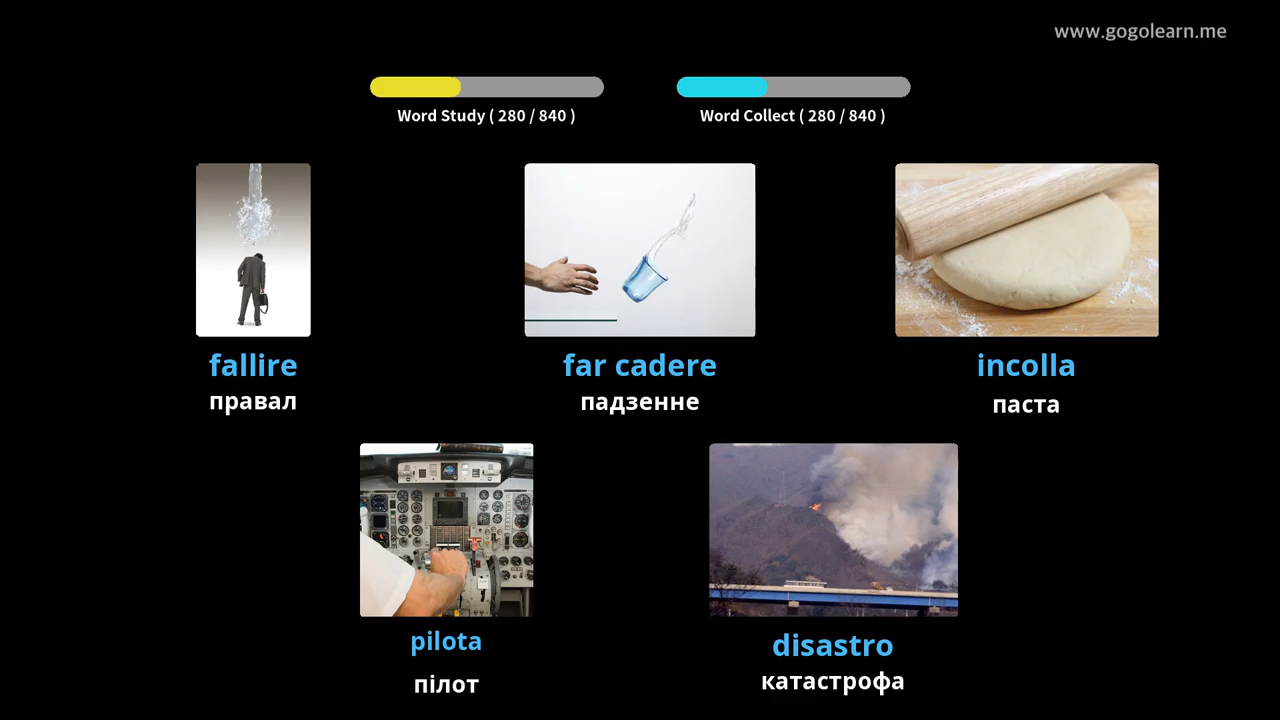 www.gogolearn.me
Word Study ( 280 / 840 )
Word Collect ( 280 / 840 )
fallire
правал
far cadere
падзенне
incolla
паста
pilota
пілот
disastro
катастрофа